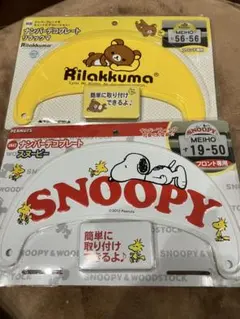 ナンバーデコプレート
リラックマ
MEIHO
56-56
Rilakkuma
簡単に取り付け
できるよ♪
PEANUTS
ナンバーデコプレート
スヌーピー
SNOOPY
MEIHO
す19-50
フロント専用
SNOOPY
簡単に
取り付け
できるよ♪
SNOOPY & WOODSTOCK